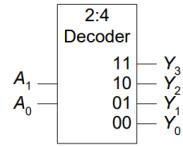 2:4
Decoder
11 Y₃
A₁ 10 Y₂
A₀ 01 Y₁
00 Y₀